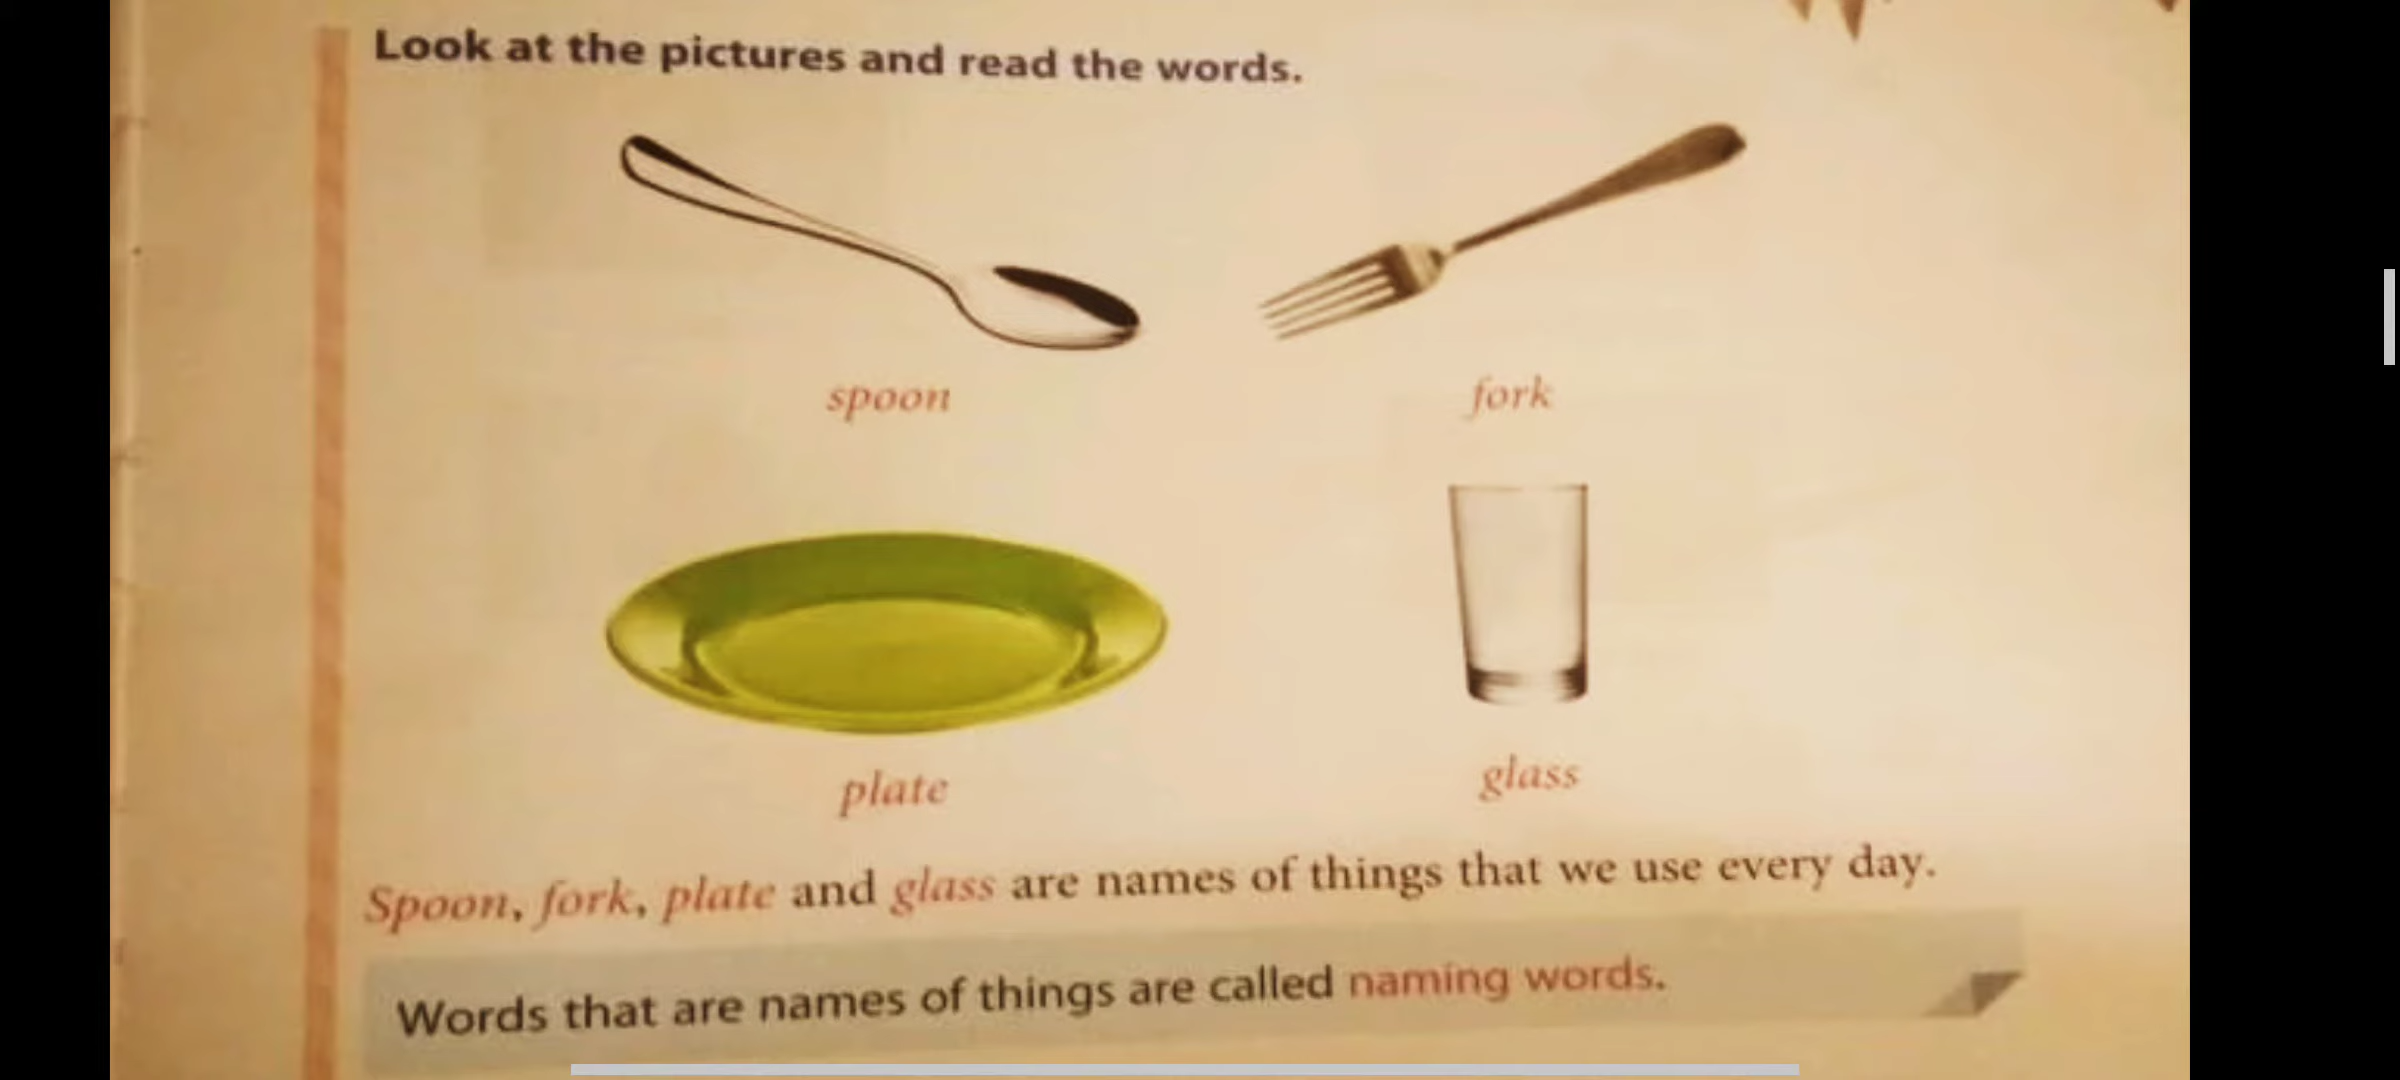 Look at the pictures and read the words.
spoon
fork
plate
glass
Spoon, fork, plate and glass are names of things that we use every day.
Words that are names of things are called naming words.